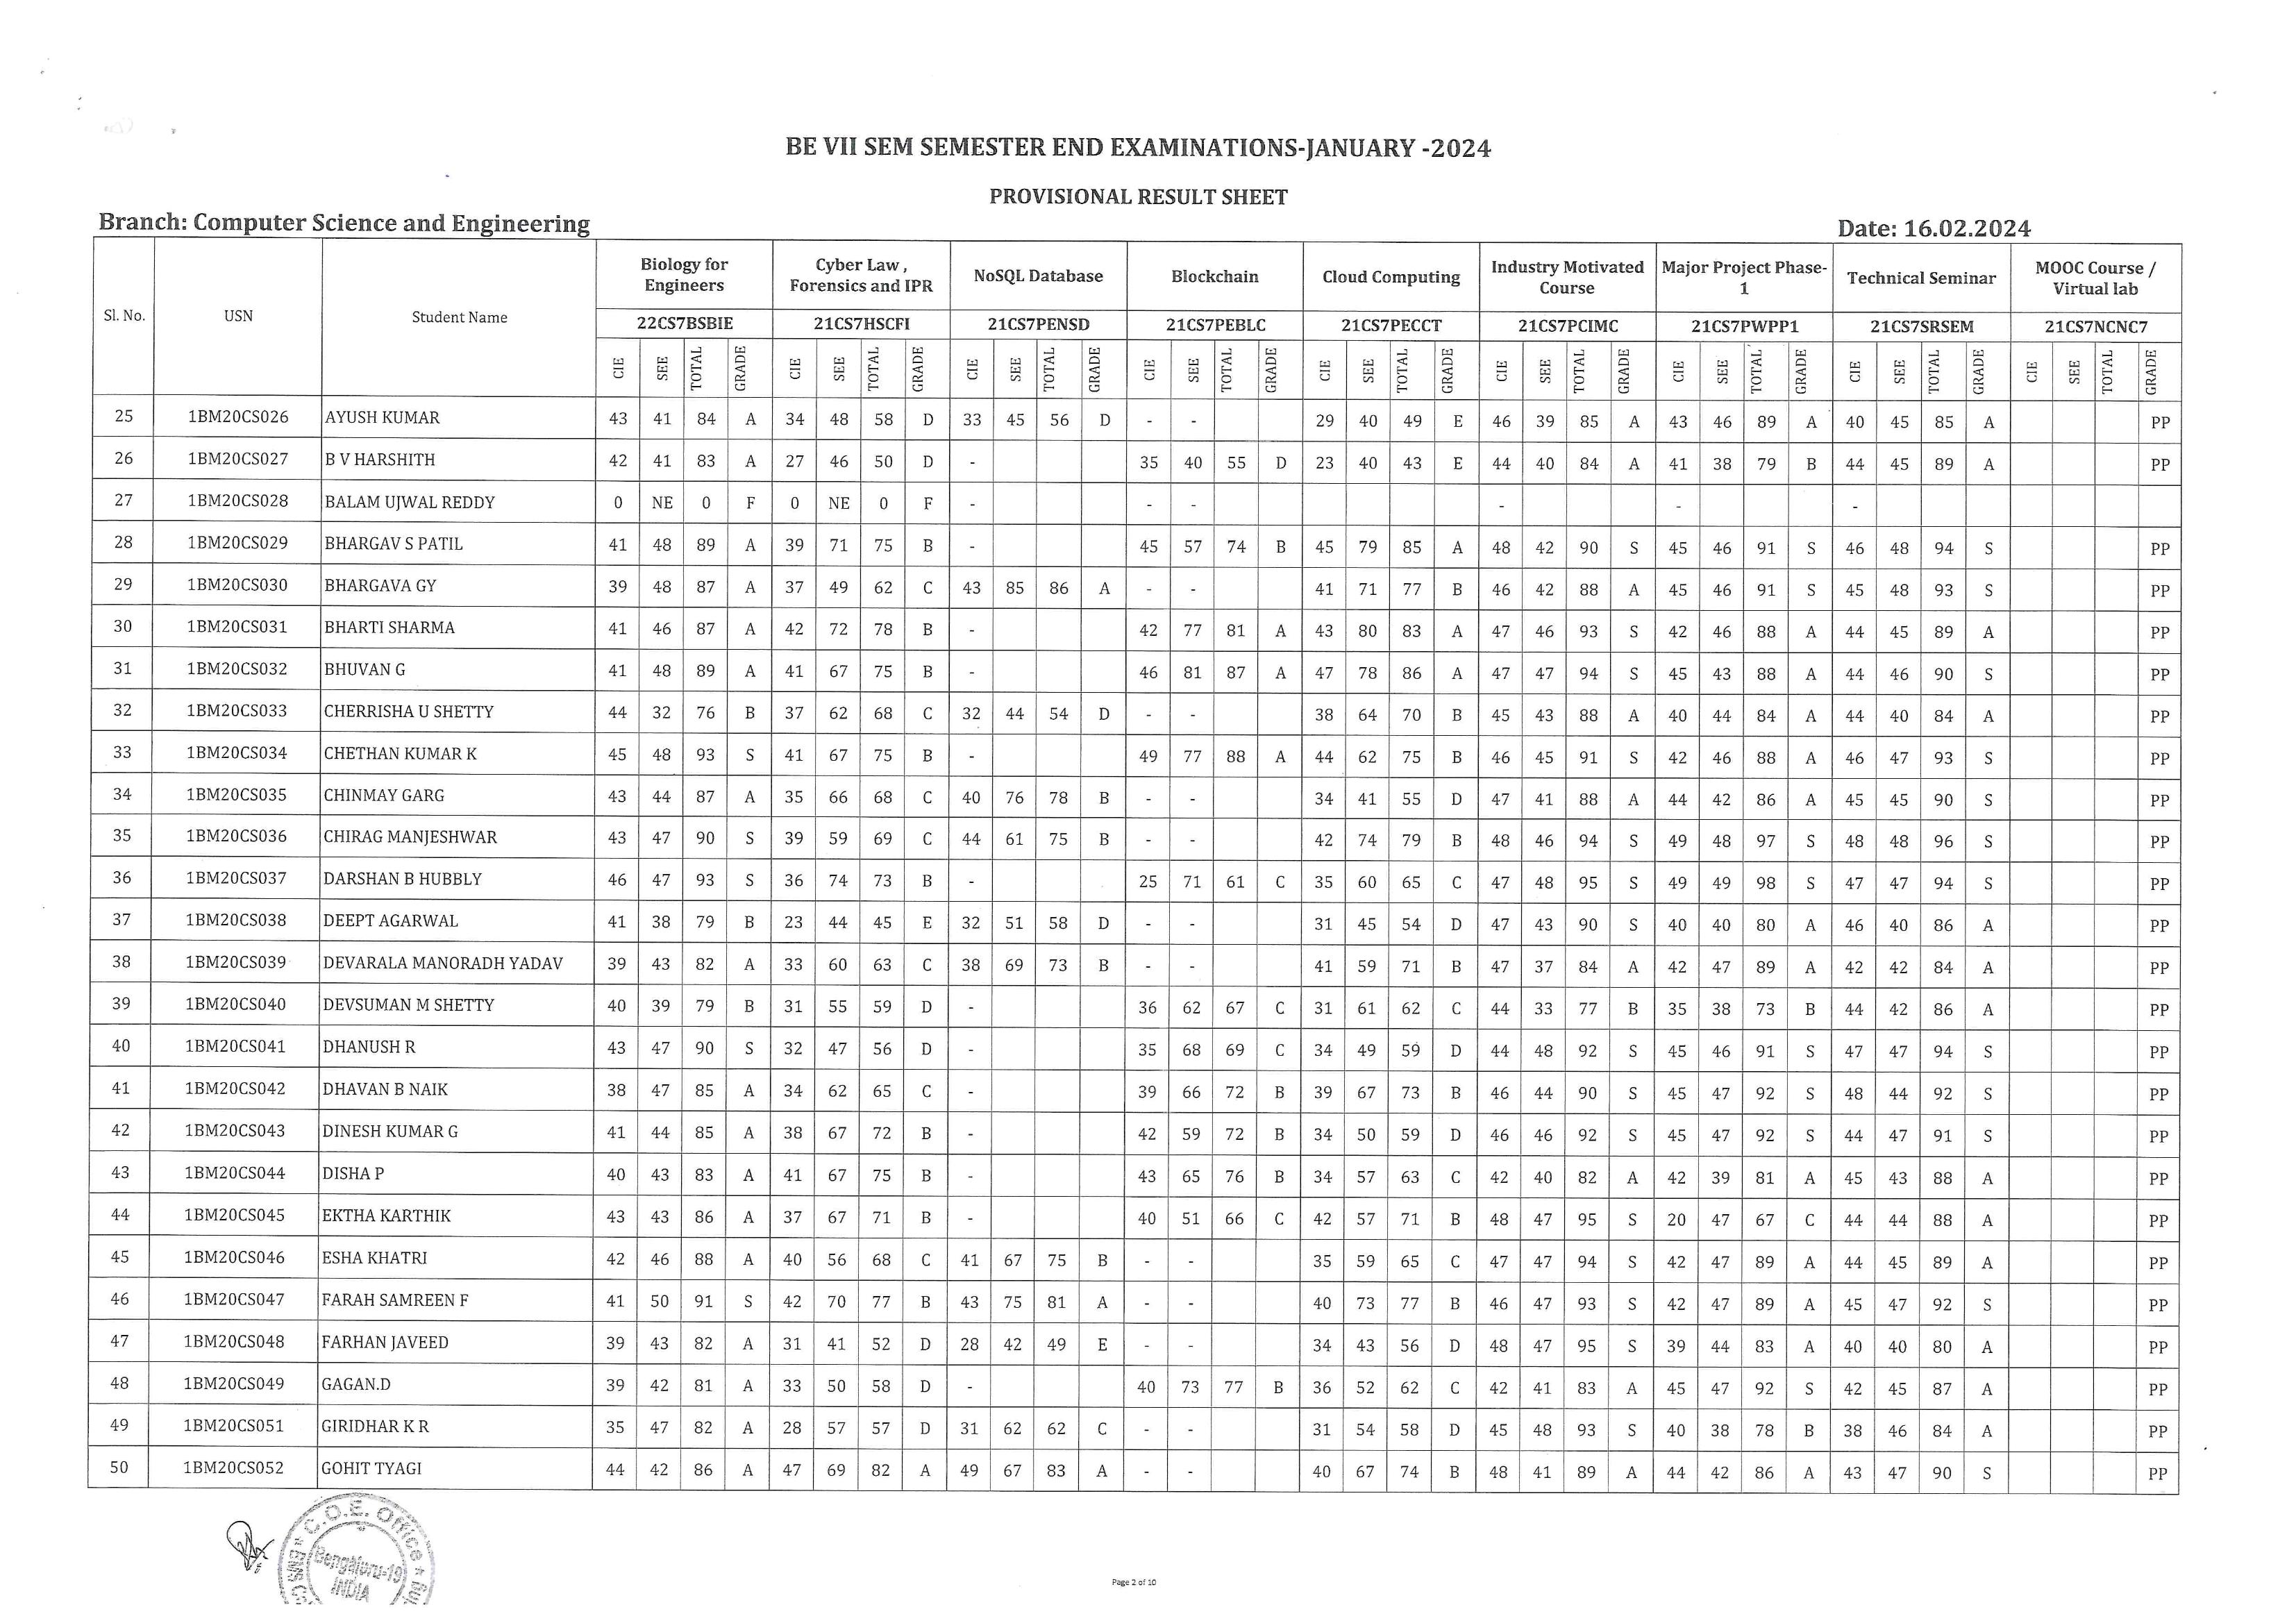 BE VII SEM SEMESTER END EXAMINATIONS-JANUARY -2024
PROVISIONAL RESULT SHEET
Branch: Computer Science and Engineering Date: 16.02.2024
Sl. No. USN Student Name Biology for Engineers Cyber Law , Forensics and IPR NoSQL Database Blockchain Cloud Computing Industry Motivated Course Major Project Phase-1 Technical Seminar MOOC Course / Virtual lab
22CS7BSBIE 21CS7HSCFI 21CS7PENSD 21CS7PEBLC 21CS7PECCT 21CS7PCIMC 21CS7PWPP1 21CS7SRSEM 21CS7NCNC7
CIE SEE TOTAL GRADE CIE SEE TOTAL GRADE CIE SEE TOTAL GRADE CIE SEE TOTAL GRADE CIE SEE TOTAL GRADE CIE SEE TOTAL GRADE CIE SEE TOTAL GRADE CIE SEE TOTAL GRADE CIE SEE TOTAL GRADE
25 1BM20CS026 AYUSH KUMAR 43 41 84 A 34 48 58 D 33 45 56 D - - 29 40 49 E 46 39 85 A 43 46 89 A 40 45 85 A PP
26 1BM20CS027 B V HARSHITH 42 41 83 A 27 46 50 D - 35 40 55 D 23 40 43 E 44 40 84 A 41 38 79 B 44 45 89 A PP
27 1BM20CS028 BALAM UJWAL REDDY 0 NE 0 F 0 NE 0 F - - - - - -
28 1BM20CS029 BHARGAV S PATIL 41 48 89 A 39 71 75 B - 45 57 74 B 45 79 85 A 48 42 90 S 45 46 91 S 46 48 94 S PP
29 1BM20CS030 BHARGAVA GY 39 48 87 A 37 49 62 C 43 85 86 A - - 41 71 77 B 46 42 88 A 45 46 91 S 45 48 93 S PP
30 1BM20CS031 BHARTI SHARMA 41 46 87 A 42 72 78 B - 42 77 81 A 43 80 83 A 47 46 93 S 42 46 88 A 44 45 89 A PP
31 1BM20CS032 BHUVAN G 41 48 89 A 41 67 75 B - 46 81 87 A 47 78 86 A 47 47 94 S 45 43 88 A 44 46 90 S PP
32 1BM20CS033 CHERRISHA U SHETTY 44 32 76 B 37 62 68 C 32 44 54 D - - 38 64 70 B 45 43 88 A 40 44 84 A 44 40 84 A PP
33 1BM20CS034 CHETHAN KUMAR K 45 48 93 S 41 67 75 B - 49 77 88 A 44 62 75 B 46 45 91 S 42 46 88 A 46 47 93 S PP
34 1BM20CS035 CHINMAY GARG 43 44 87 A 35 66 68 C 40 76 78 B - - 34 41 55 D 47 41 88 A 44 42 86 A 45 45 90 S PP
35 1BM20CS036 CHIRAG MANJESHWAR 43 47 90 S 39 59 69 C 44 61 75 B - - 42 74 79 B 48 46 94 S 49 48 97 S 48 48 96 S PP
36 1BM20CS037 DARSHAN B HUBBLY 46 47 93 S 36 74 73 B - 25 71 61 C 35 60 65 C 47 48 95 S 49 49 98 S 47 47 94 S PP
37 1BM20CS038 DEEPT AGARWAL 41 38 79 B 23 44 45 E 32 51 58 D - - 31 45 54 D 47 43 90 S 40 40 80 A 46 40 86 A PP
38 1BM20CS039 DEVARALA MANORADH YADAV 39 43 82 A 33 60 63 C 38 69 73 B - - 41 59 71 B 47 37 84 A 42 47 89 A 42 42 84 A PP
39 1BM20CS040 DEVSUMAN M SHETTY 40 39 79 B 31 55 59 D - 36 62 67 C 31 61 62 C 44 33 77 B 35 38 73 B 44 42 86 A PP
40 1BM20CS041 DHANUSH R 43 47 90 S 32 47 56 D - 35 68 69 C 34 49 59 D 44 48 92 S 45 46 91 S 47 47 94 S PP
41 1BM20CS042 DHAVAN B NAIK 38 47 85 A 34 62 65 C - 39 66 72 B 39 67 73 B 46 44 90 S 45 47 92 S 48 44 92 S PP
42 1BM20CS043 DINESH KUMAR G 41 44 85 A 38 67 72 B - 42 59 72 B 34 50 59 D 46 46 92 S 45 47 92 S 44 47 91 S PP
43 1BM20CS044 DISHA P 40 43 83 A 41 67 75 B - 43 65 76 B 34 57 63 C 42 40 82 A 42 39 81 A 45 43 88 A PP
44 1BM20CS045 EKTHA KARTHIK 43 43 86 A 37 67 71 B - 40 51 66 C 42 57 71 B 48 47 95 S 20 47 67 C 44 44 88 A PP
45 1BM20CS046 ESHA KHATRI 42 46 88 A 40 56 68 C 41 67 75 B - - 35 59 65 C 47 47 94 S 42 47 89 A 44 45 89 A PP
46 1BM20CS047 FARAH SAMREEN F 41 50 91 S 42 70 77 B 43 75 81 A - - 40 73 77 B 46 47 93 S 42 47 89 A 45 47 92 S PP
47 1BM20CS048 FARHAN JAVEED 39 43 82 A 31 41 52 D 28 42 49 E - - 34 43 56 D 48 47 95 S 39 44 83 A 40 40 80 A PP
48 1BM20CS049 GAGAN.D 39 42 81 A 33 50 58 D - 40 73 77 B 36 52 62 C 42 41 83 A 45 47 92 S 42 45 87 A PP
49 1BM20CS051 GIRIDHAR K R 35 47 82 A 28 57 57 D 31 62 62 C - - 31 54 58 D 45 48 93 S 40 38 78 B 38 46 84 A PP
50 1BM20CS052 GOHIT TYAGI 44 42 86 A 47 69 82 A 49 67 83 A - - 40 67 74 B 48 41 89 A 44 42 86 A 43 47 90 S PP
C.O.E. Office
Bengaluru-19
INDIA
Page 2 of 10